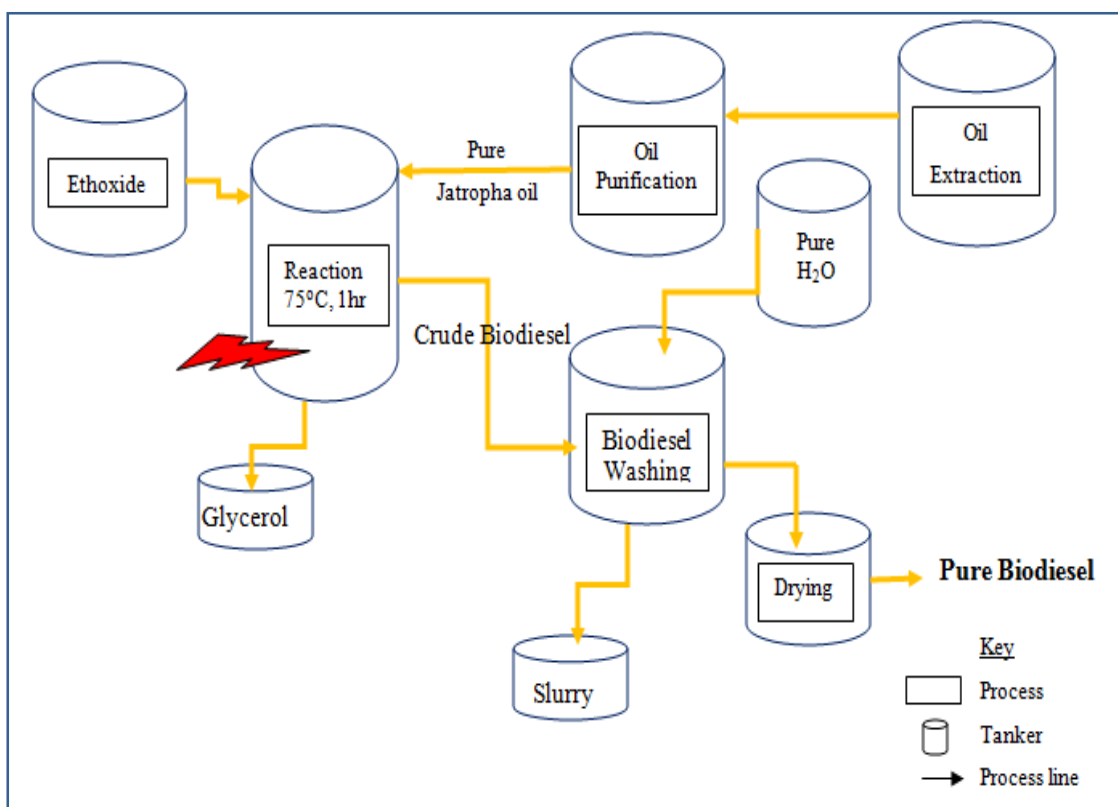 Ethoxide
Pure
Jatropha oil
Oil
Purification
Oil
Extraction
Reaction
75⁰C, 1hr
Pure
H₂O
Crude Biodiesel
Biodiesel
Washing
Glycerol
Drying
Pure Biodiesel
Slurry
Key
Process
Tanker
Process line